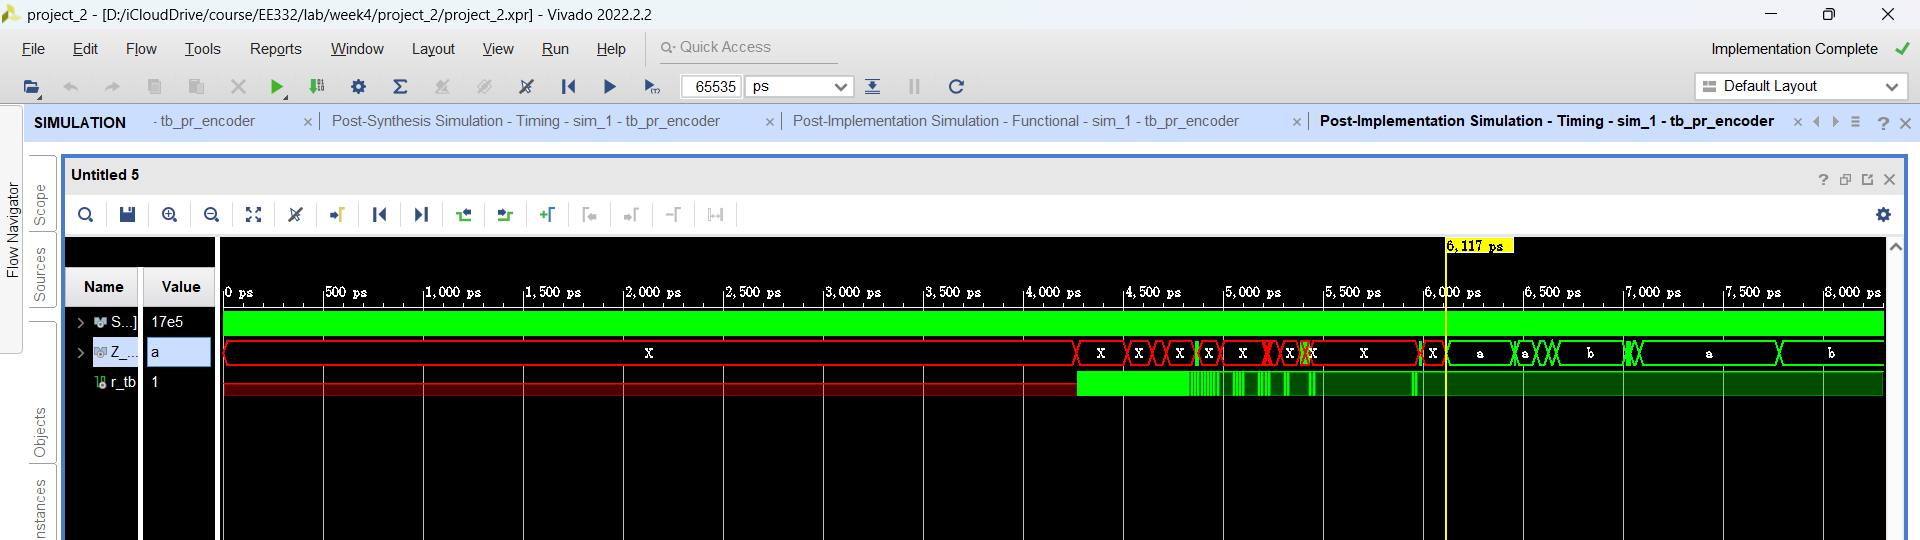 project_2 - [D:/iCloudDrive/course/EE332/lab/week4/project_2/project_2.xpr] - Vivado 2022.2.2
File Edit Flow Tools Reports Window Layout View Run Help Quick Access Implementation Complete
65535 ps Default Layout
SIMULATION - tb_pr_encoder Post-Synthesis Simulation - Timing - sim_1 - tb_pr_encoder Post-Implementation Simulation - Functional - sim_1 - tb_pr_encoder Post-Implementation Simulation - Timing - sim_1 - tb_pr_encoder
Flow Navigator
Scope
Sources
Objects
nstances
Untitled 5
6,117 ps
Name Value 0 ps 500 ps 1,000 ps 1,500 ps 2,000 ps 2,500 ps 3,000 ps 3,500 ps 4,000 ps 4,500 ps 5,000 ps 5,500 ps 6,000 ps 6,500 ps 7,000 ps 7,500 ps 8,000 ps
S...] 17e5
Z_... a X X X X X X X X X X a a b a b
r_tb 1